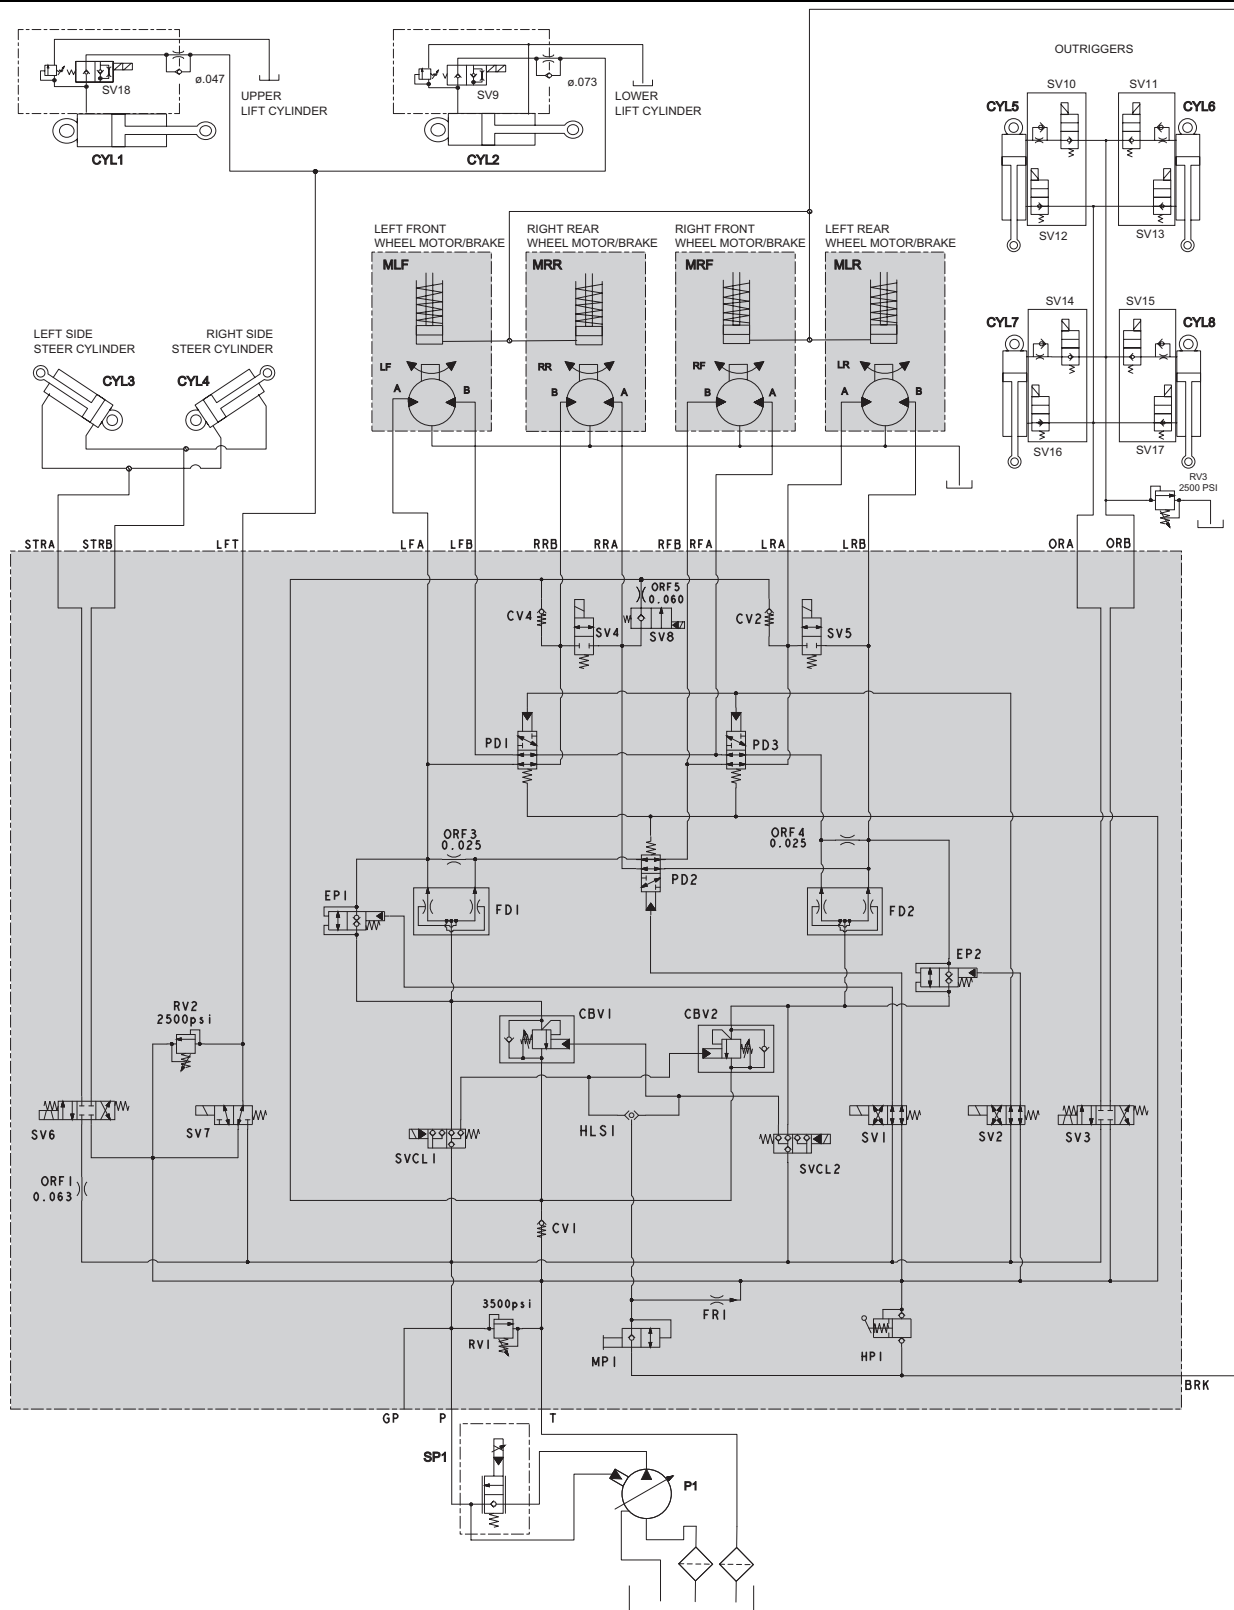 OUTRIGGERS
SV18
ø.047
UPPER
LIFT CYLINDER
CYL1
SV9
ø.073
LOWER
LIFT CYLINDER
CYL2
SV10
SV11
CYL5
CYL6
SV12
SV13
LEFT FRONT
WHEEL MOTOR/BRAKE
RIGHT REAR
WHEEL MOTOR/BRAKE
RIGHT FRONT
WHEEL MOTOR/BRAKE
LEFT REAR
WHEEL MOTOR/BRAKE
MLF
MRR
MRF
MLR
SV14
SV15
CYL7
CYL8
SV16
SV17
LEFT SIDE
STEER CYLINDER
RIGHT SIDE
STEER CYLINDER
CYL3
CYL4
LF
A
B
RR
B
A
RF
B
A
LR
A
B
RV3
2500 PSI
STRA
STRB
LFT
LFA
LFB
RRB
RRA
RFB
RFA
LRA
LRB
ORA
ORB
CV4
SV4
ORF5
0.060
SV8
CV2
SV5
PD1
PD3
ORF3
0.025
ORF4
0.025
PD2
EP1
FD1
FD2
EP2
RV2
2500psi
CBV1
CBV2
SV6
SV7
SVCL1
HLS1
SVCL2
SV1
SV2
SV3
ORF1
0.063
CV1
3500psi
RV1
FR1
MP1
HP1
BRK
GP
P
T
SP1
P1